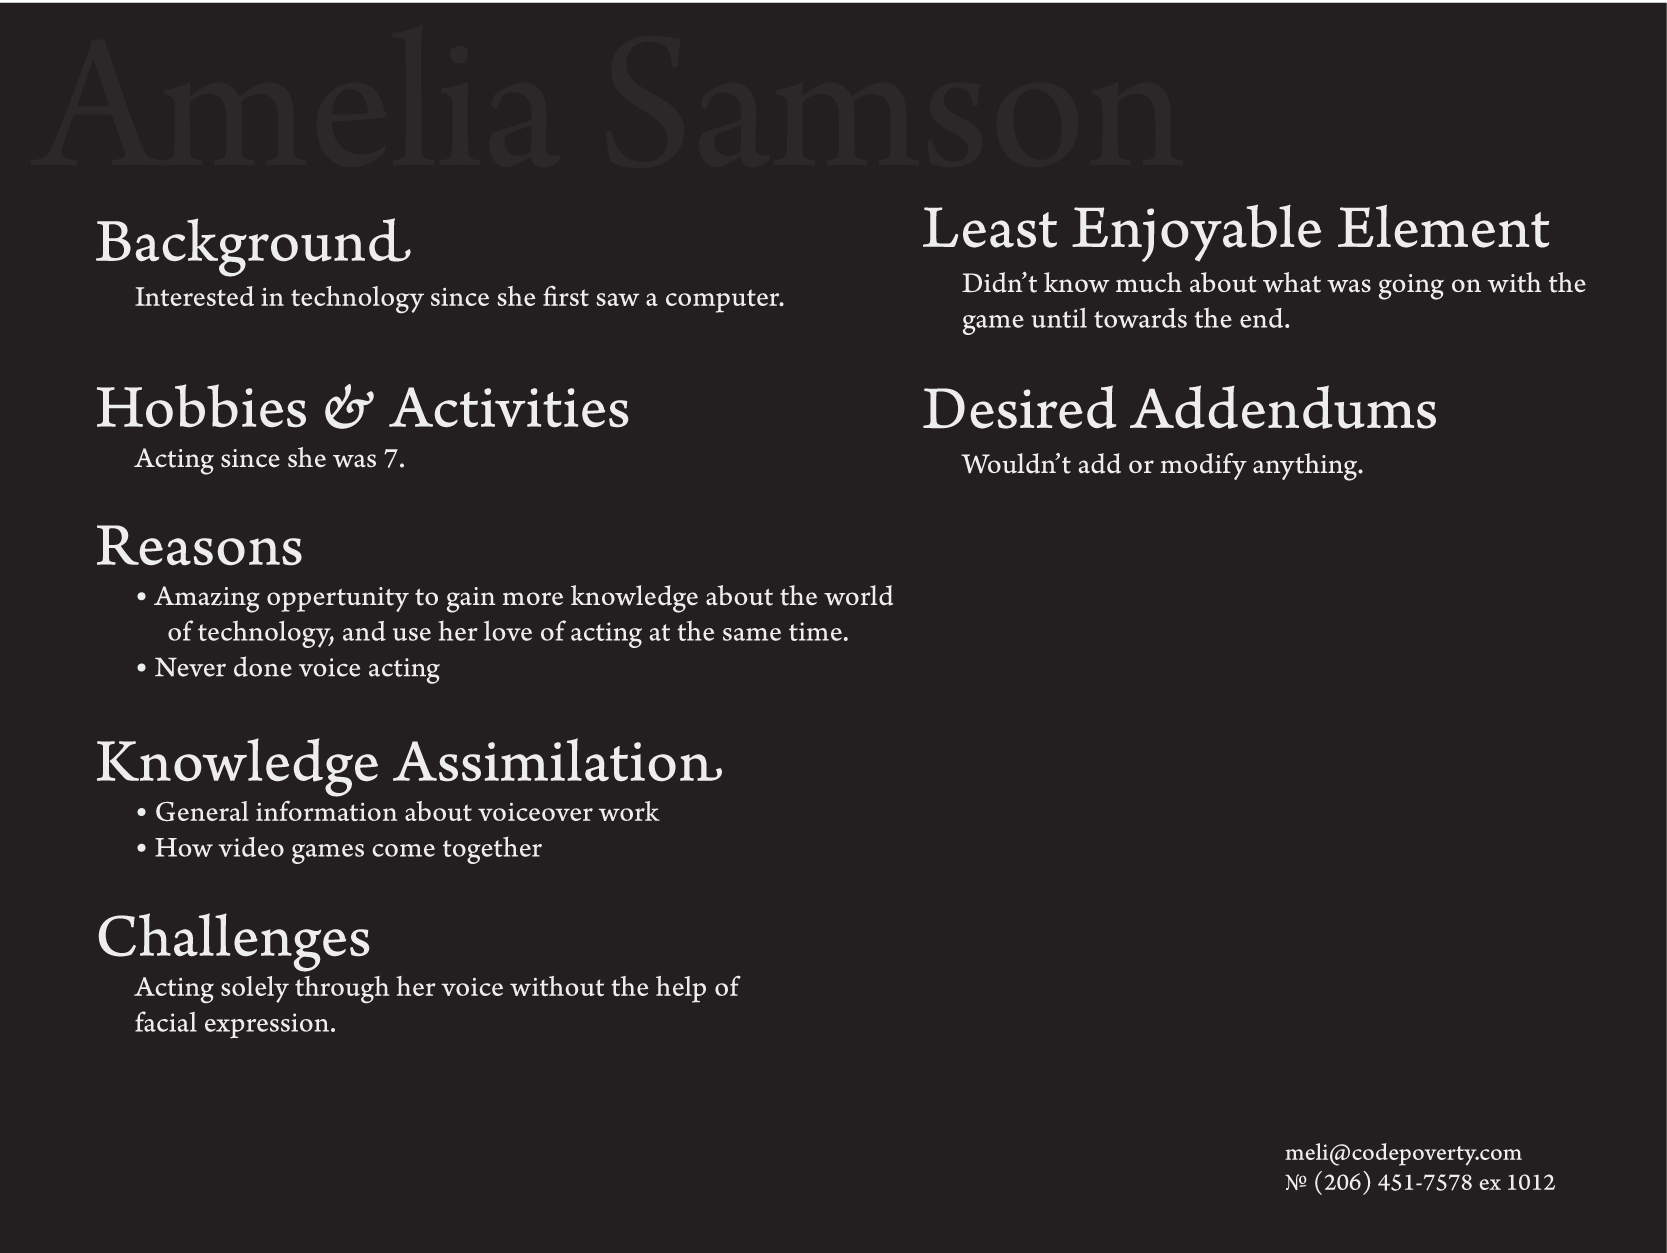 Amelia Samson
Background
Interested in technology since she first saw a computer.
Hobbies & Activities
Acting since she was 7.
Reasons
• Amazing oppertunity to gain more knowledge about the world
of technology, and use her love of acting at the same time.
• Never done voice acting
Knowledge Assimilation
• General information about voiceover work
• How video games come together
Challenges
Acting solely through her voice without the help of
facial expression.
Least Enjoyable Element
Didn’t know much about what was going on with the
game until towards the end.
Desired Addendums
Wouldn’t add or modify anything.
meli@codepoverty.com
№ (206) 451-7578 ex 1012